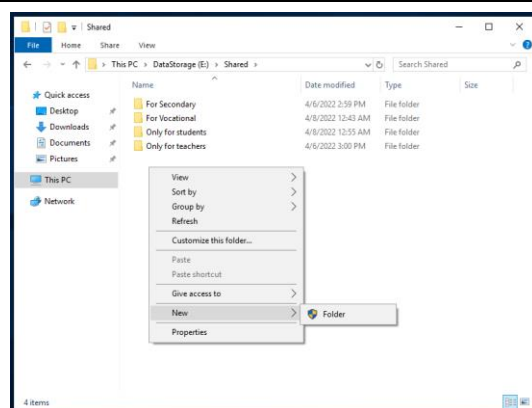 Shared
File Home Share View
This PC > DataStorage (E:) > Shared >
Search Shared
Name Date modified Type Size
Quick access
Desktop
Downloads
Documents
Pictures
This PC
Network
For Secondary 4/6/2022 2:59 PM File folder
For Vocational 4/8/2022 12:43 AM File folder
Only for students 4/8/2022 12:55 AM File folder
Only for teachers 4/6/2022 3:00 PM File folder
View
Sort by
Group by
Refresh
Customize this folder...
Paste
Paste shortcut
Give access to
New
Folder
Properties
4 items